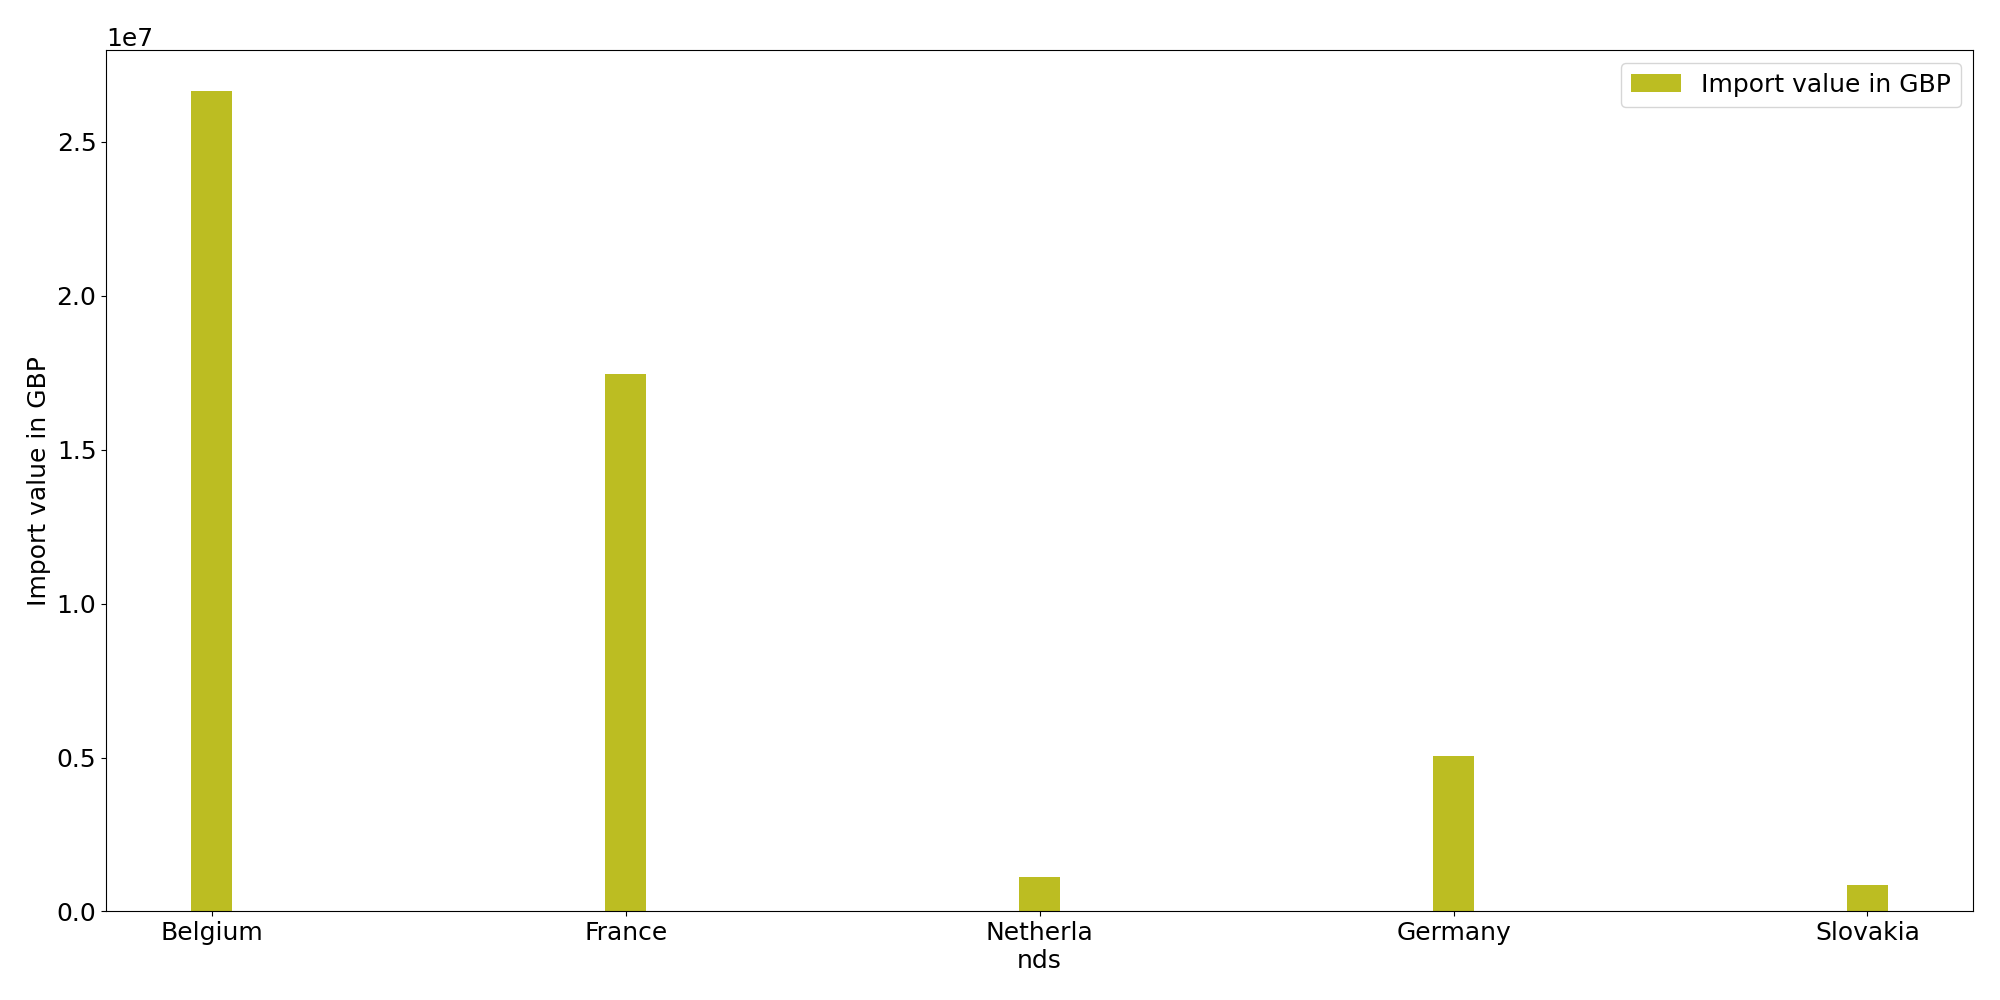 1e7
Import value in GBP
2.5
2.0
1.5
1.0
0.5
0.0
Import value in GBP
Belgium
France
Netherla
nds
Germany
Slovakia